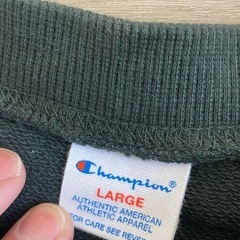 Champion®
LARGE
AUTHENTIC AMERICAN
ATHLETIC APPAREL
FOR CARE SEE REVERSE